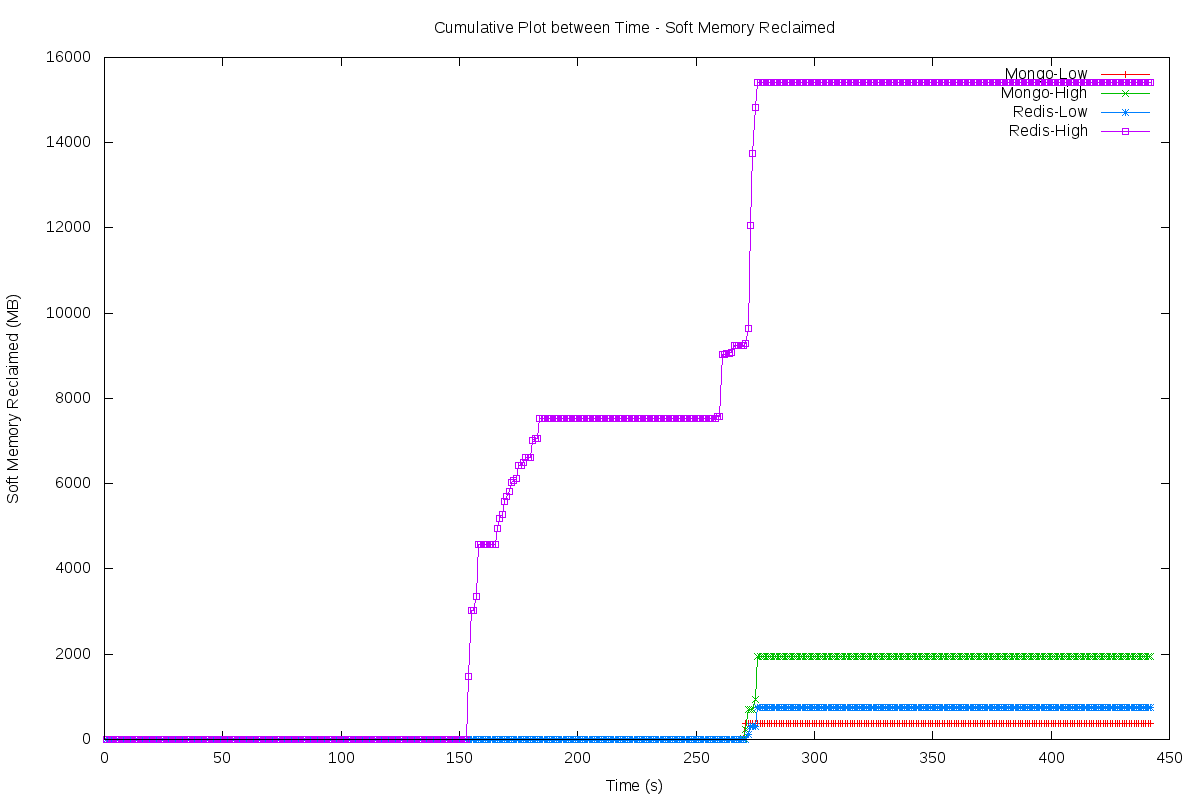 Cumulative Plot between Time - Soft Memory Reclaimed
16000
14000
12000
10000
8000
6000
4000
2000
0
Soft Memory Reclaimed (MB)
Mongo-Low
Mongo-High
Redis-Low
Redis-High
0 50 100 150 200 250 300 350 400 450
Time (s)